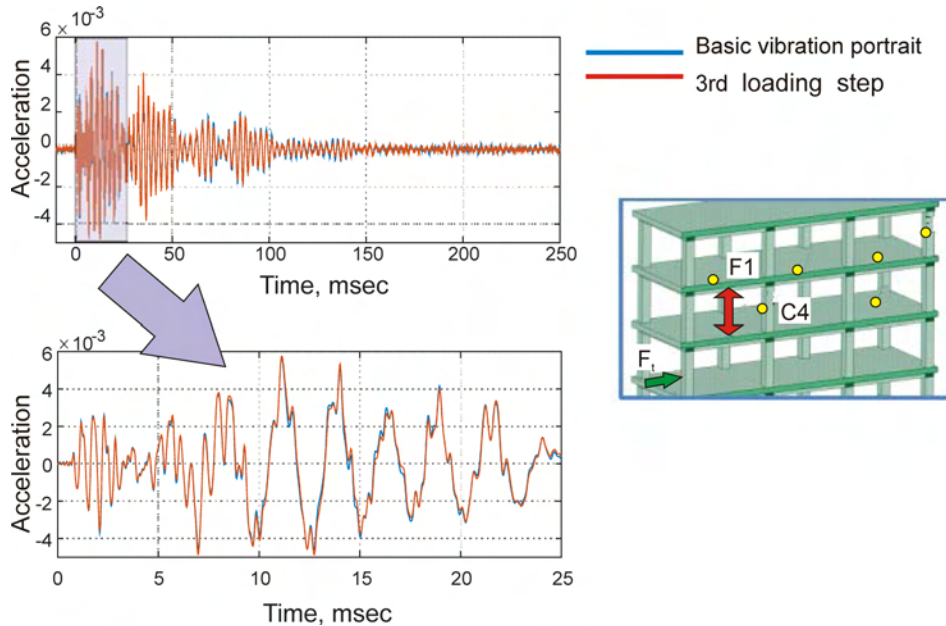 6 × 10⁻³
4
2
0
-2
-4
Acceleration
0 50 100 150 200 250
Time, msec
Basic vibration portrait
3rd loading step
F1
C4
Fₜ
6 × 10⁻³
4
2
0
-2
-4
Acceleration
0 5 10 15 20 25
Time, msec